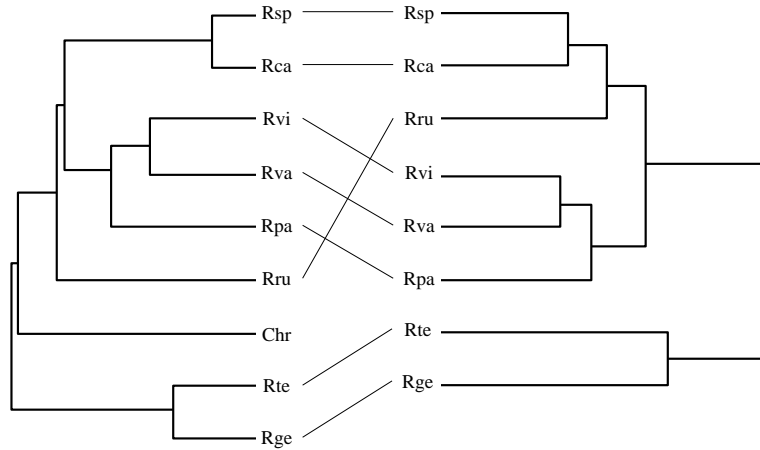 Rsp Rsp
Rca Rca
Rvi Rru
Rva Rvi
Rpa Rva
Rru Rpa
Chr Rte
Rte Rge
Rge